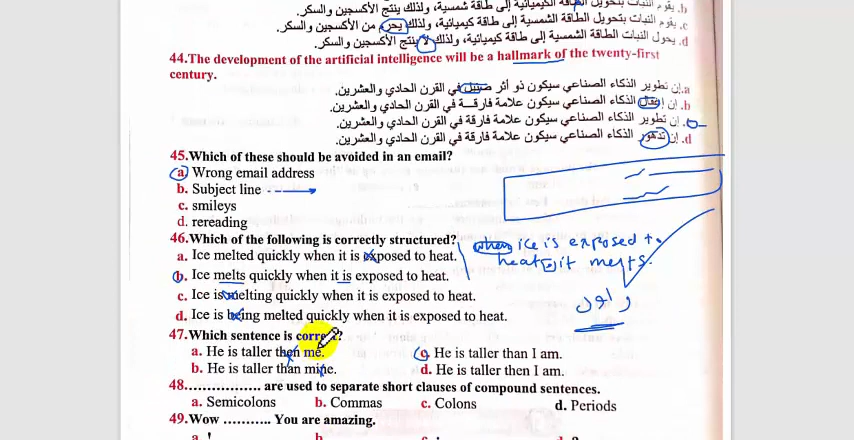 b. يقوم النبات بتحويل الطاقة الكيميائية إلى طاقة شمسية، ولذلك ينتج الأكسجين والسكر.
c. يقوم النبات بتحويل الطاقة الشمسية إلى طاقة كيميائية، ولذلك يحرم من الأكسجين والسكر.
d. يحول النبات الطاقة الشمسية إلى طاقة كيميائية، ولذلك لا ينتج الأكسجين والسكر.
44.The development of the artificial intelligence will be a hallmark of the twenty-first
century.
a. إن تطوير الذكاء الصناعي سيكون ذو أثر ضئيل في القرن الحادي والعشرين.
b. إن إغفال الذكاء الصناعي سيكون علامة فارقة في القرن الحادي والعشرين.
إن تطوير الذكاء الصناعي سيكون علامة فارقة في القرن الحادي والعشرين.
d. إن تدهور الذكاء الصناعي سيكون علامة فارقة في القرن الحادي والعشرين.
45.Which of these should be avoided in an email?
a. Wrong email address
b. Subject line
c. smileys
d. rereading
46.Which of the following is correctly structured?
a. Ice melted quickly when it is exposed to heat.
b. Ice melts quickly when it is exposed to heat.
c. Ice is melting quickly when it is exposed to heat.
d. Ice is being melted quickly when it is exposed to heat.
when ice is exposed to
heat, it melts.
راول
47.Which sentence is correct?
a. He is taller then me. c. He is taller than I am.
b. He is taller than mine. d. He is taller then I am.
48................. are used to separate short clauses of compound sentences.
a. Semicolons b. Commas c. Colons d. Periods
49.Wow ........... You are amazing.